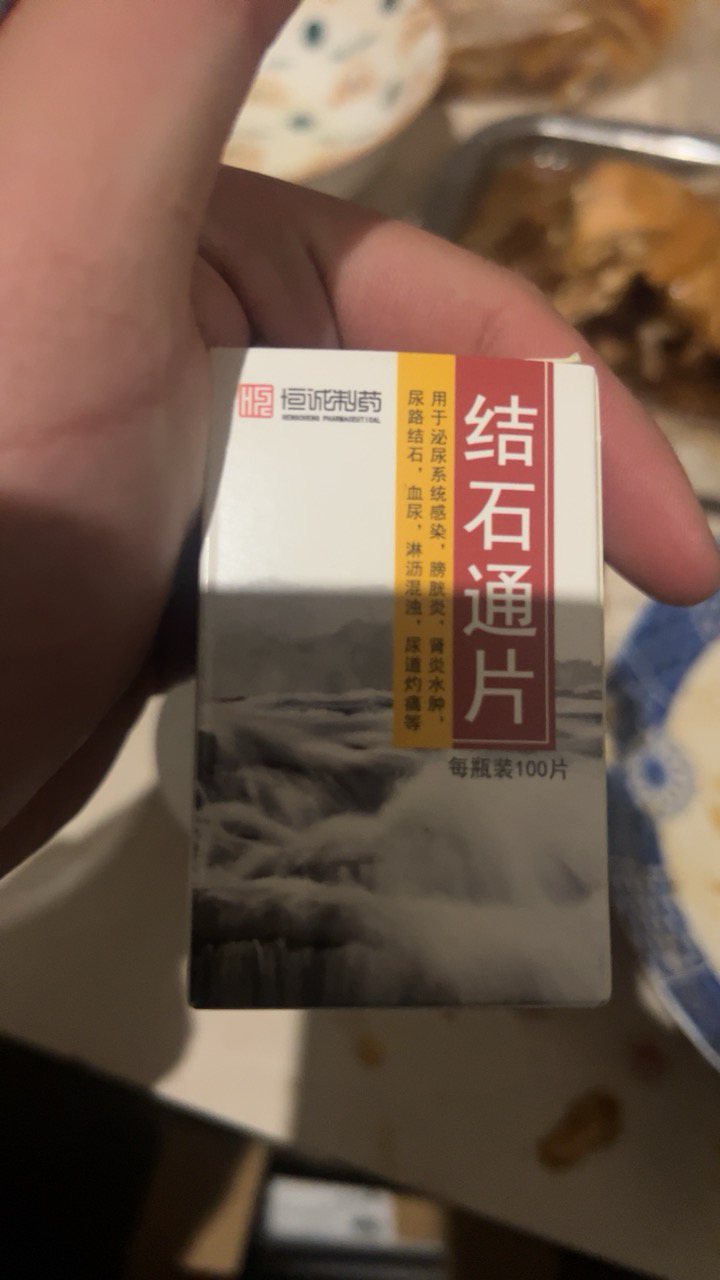 恒诚制药
HENGCHENG PHARMACEUTICAL
结石通片
用于泌尿系统感染，膀胱炎，肾炎水肿，
尿路结石，血尿，淋沥混浊，尿道灼痛等
每瓶装100片